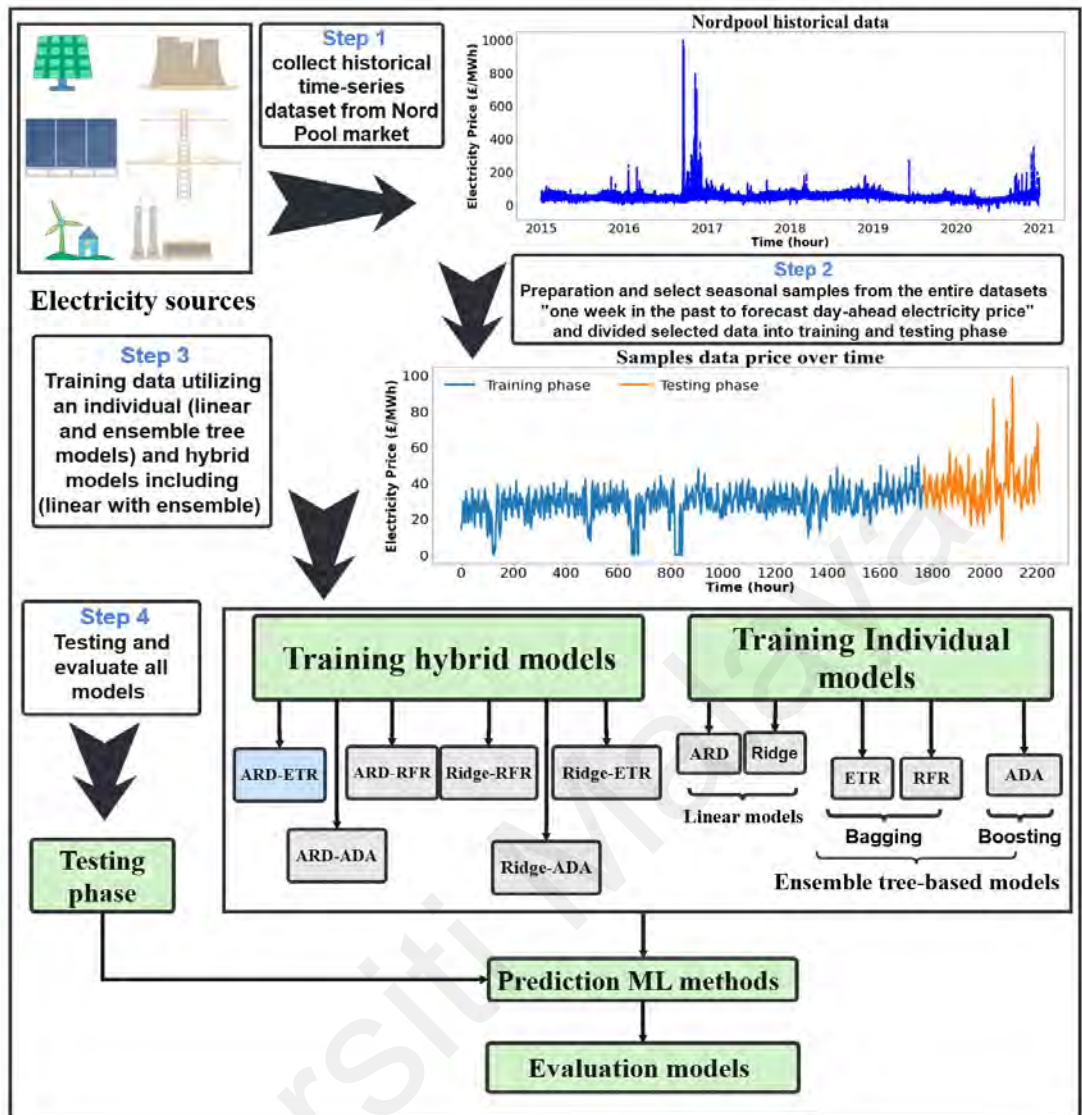 Step 1
collect historical
time-series
dataset from Nord
Pool market
Nordpool historical data
Electricity Price (£/MWh)
1000
800
600
400
200
0
2015 2016 2017 2018 2019 2020 2021
Time (hour)
Electricity sources
Step 2
Preparation and select seasonal samples from the entire datasets
"one week in the past to forecast day-ahead electricity price"
and divided selected data into training and testing phase
Step 3
Training data utilizing
an individual (linear
and ensemble tree
models) and hybrid
models including
(linear with ensemble)
Samples data price over time
Training phase Testing phase
Electricity Price (£/MWh)
100
80
60
40
20
0
0 200 400 600 800 1000 1200 1400 1600 1800 2000 2200
Time (hour)
Step 4
Testing and
evaluate all
models
Training hybrid models
ARD-ETR ARD-RFR Ridge-RFR Ridge-ETR
ARD-ADA Ridge-ADA
Training Individual
models
ARD Ridge ETR RFR ADA
Linear models
Bagging Boosting
Ensemble tree-based models
Testing
phase
Prediction ML methods
Evaluation models
rsiti Malaya